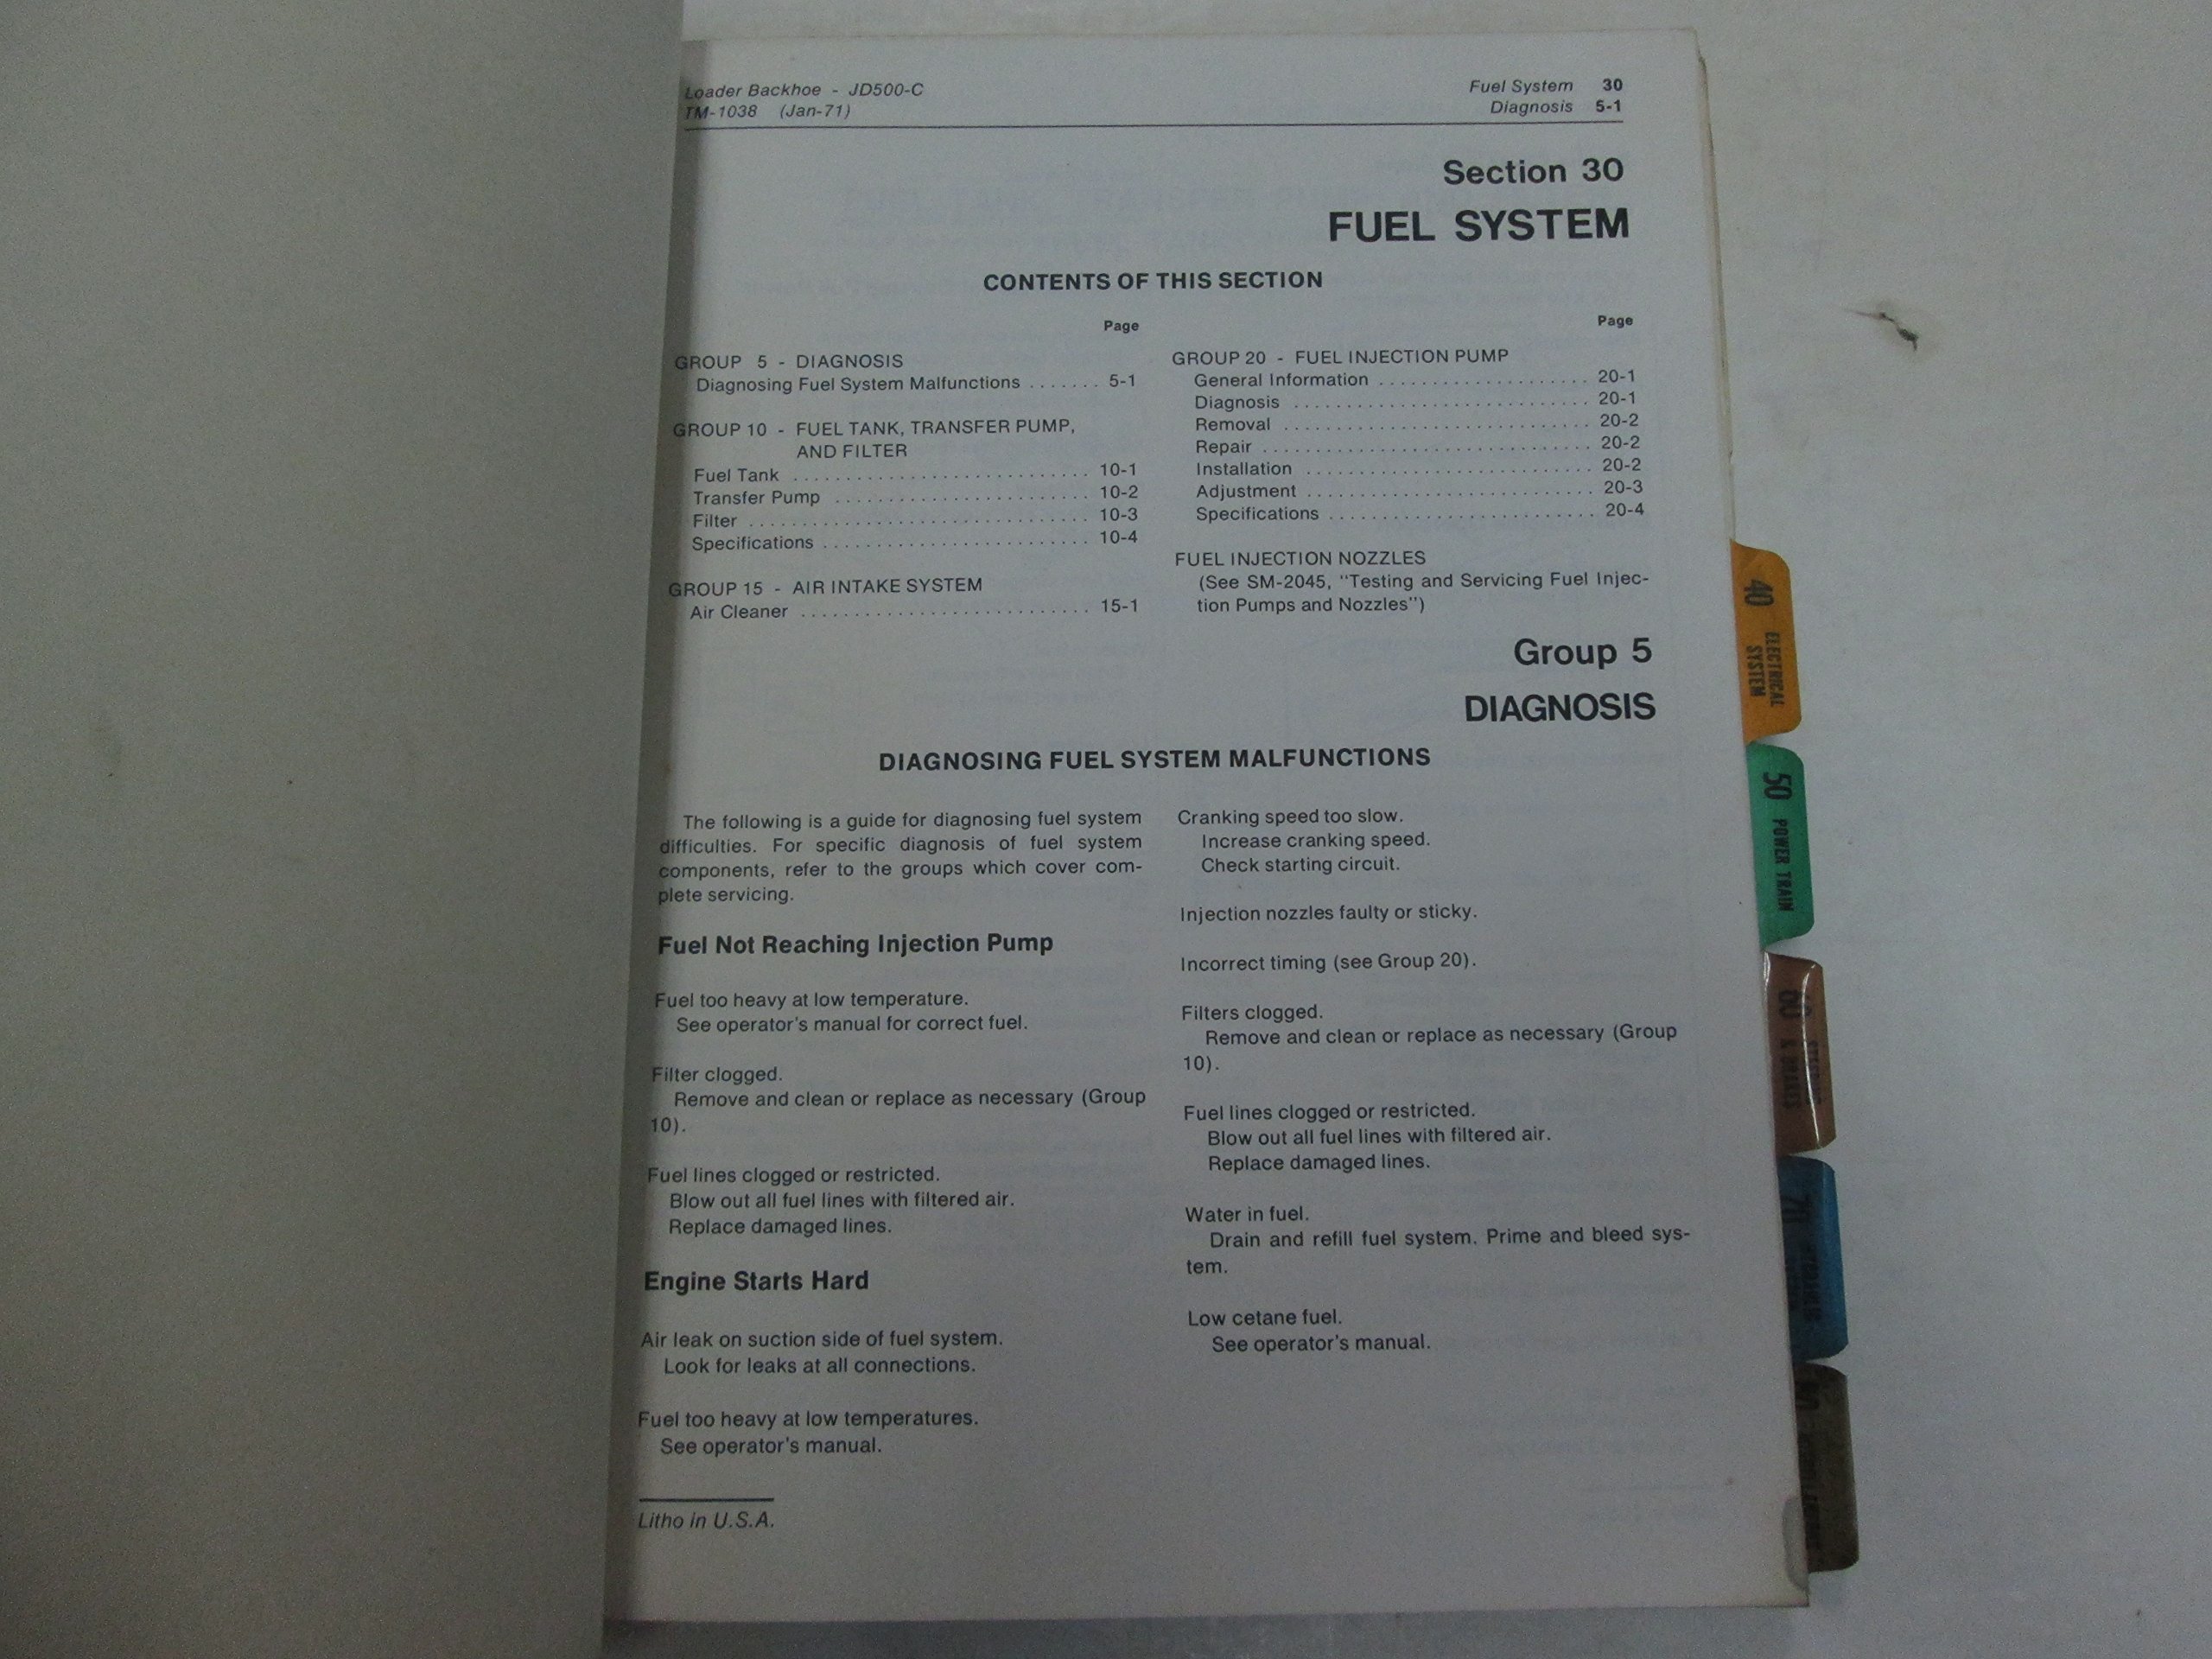 Loader Backhoe - JD500-C
TM-1038 (Jan-71)
Fuel System 30
Diagnosis 5-1
Section 30
FUEL SYSTEM
CONTENTS OF THIS SECTION
Page
GROUP 5 - DIAGNOSIS
Diagnosing Fuel System Malfunctions ....... 5-1
GROUP 10 - FUEL TANK, TRANSFER PUMP,
AND FILTER
Fuel Tank ............................ 10-1
Transfer Pump ........................ 10-2
Filter ................................ 10-3
Specifications ......................... 10-4
GROUP 15 - AIR INTAKE SYSTEM
Air Cleaner ........................... 15-1
Page
GROUP 20 - FUEL INJECTION PUMP
General Information .................... 20-1
Diagnosis ............................ 20-1
Removal ............................. 20-2
Repair ............................... 20-2
Installation ........................... 20-2
Adjustment ........................... 20-3
Specifications ......................... 20-4
FUEL INJECTION NOZZLES
(See SM-2045, "Testing and Servicing Fuel Injec-
tion Pumps and Nozzles")
Group 5
DIAGNOSIS
DIAGNOSING FUEL SYSTEM MALFUNCTIONS
The following is a guide for diagnosing fuel system
difficulties. For specific diagnosis of fuel system
components, refer to the groups which cover com-
plete servicing.
Fuel Not Reaching Injection Pump
Fuel too heavy at low temperature.
See operator's manual for correct fuel.
Filter clogged.
Remove and clean or replace as necessary (Group
10).
Fuel lines clogged or restricted.
Blow out all fuel lines with filtered air.
Replace damaged lines.
Engine Starts Hard
Air leak on suction side of fuel system.
Look for leaks at all connections.
Fuel too heavy at low temperatures.
See operator's manual.
Cranking speed too slow.
Increase cranking speed.
Check starting circuit.
Injection nozzles faulty or sticky.
Incorrect timing (see Group 20).
Filters clogged.
Remove and clean or replace as necessary (Group
10).
Fuel lines clogged or restricted.
Blow out all fuel lines with filtered air.
Replace damaged lines.
Water in fuel.
Drain and refill fuel system. Prime and bleed sys-
tem.
Low cetane fuel.
See operator's manual.
Litho in U.S.A.
40 ELECTRICAL
SYSTEM
50 POWER TRAIN
60
& BRAKES